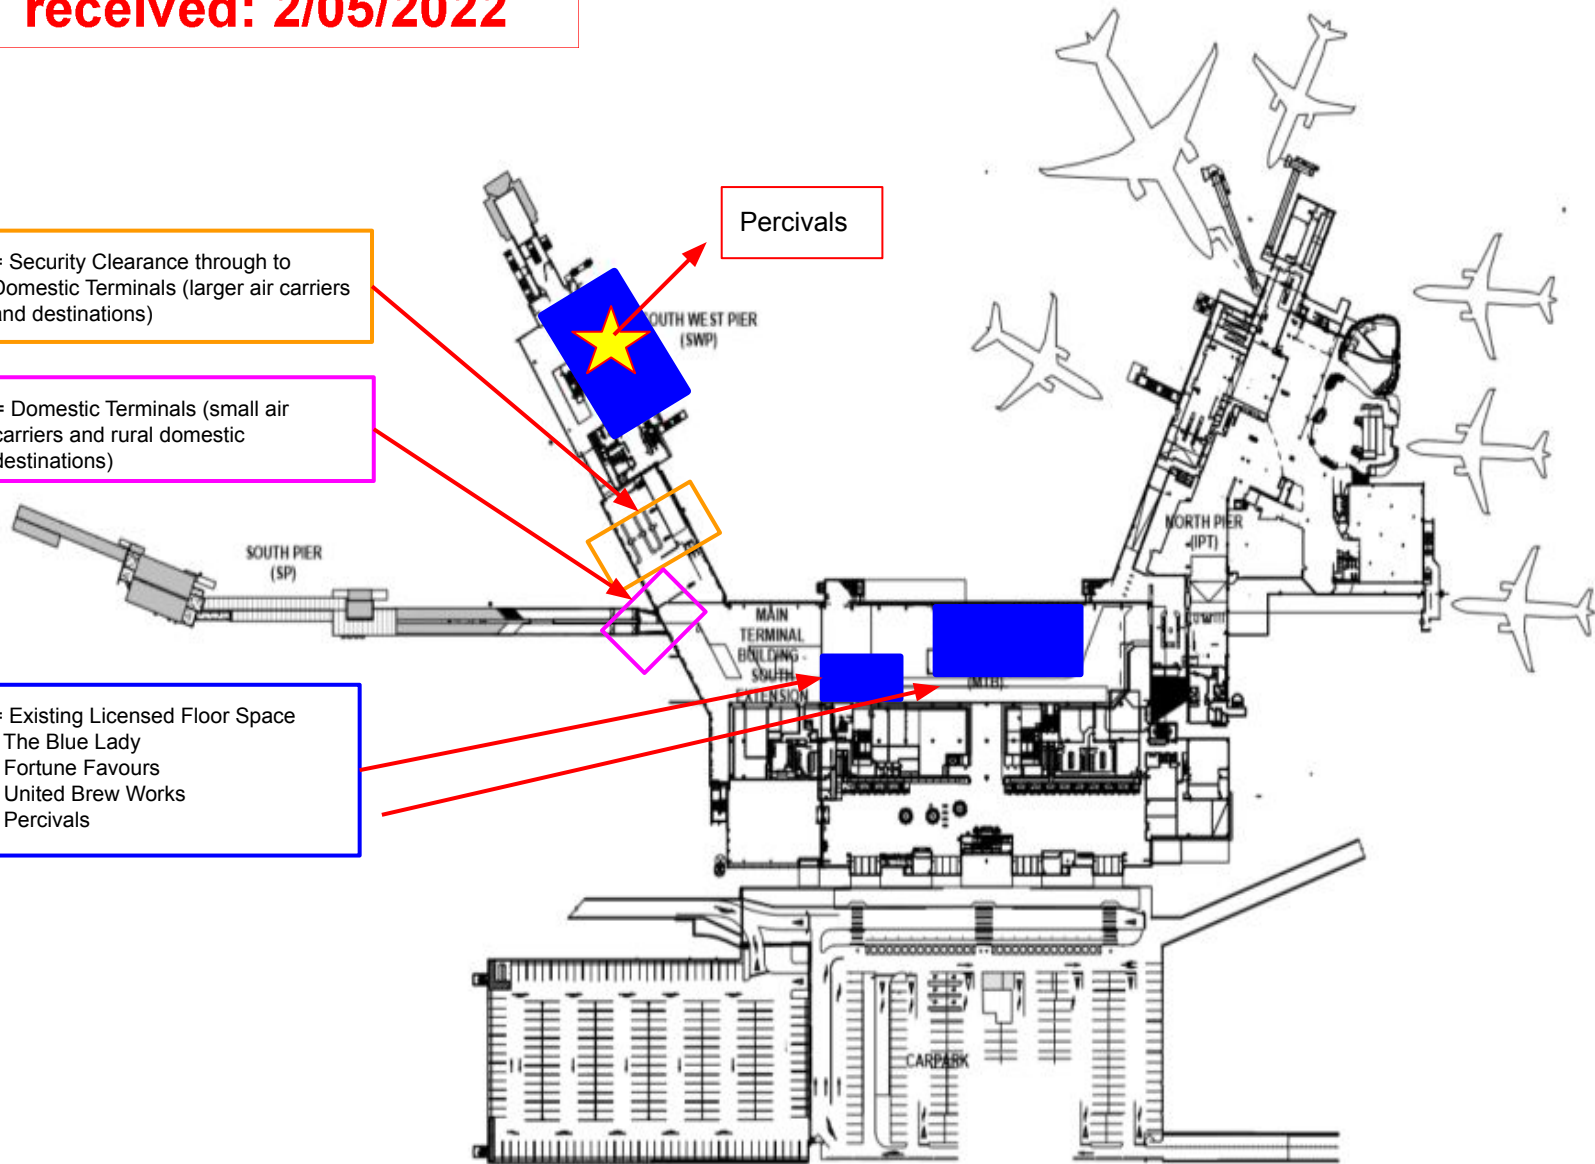 received: 2/05/2022
Percivals
= Security Clearance through to
Domestic Terminals (larger air carriers
and destinations)
SOUTH WEST PIER
(SWP)
= Domestic Terminals (small air
carriers and rural domestic
destinations)
SOUTH PIER
(SP)
NORTH PIER
(IPT)
MAIN
TERMINAL
BUILDING -
SOUTH
EXTENSION
(MTB)
= Existing Licensed Floor Space
The Blue Lady
Fortune Favours
United Brew Works
Percivals
CARPARK